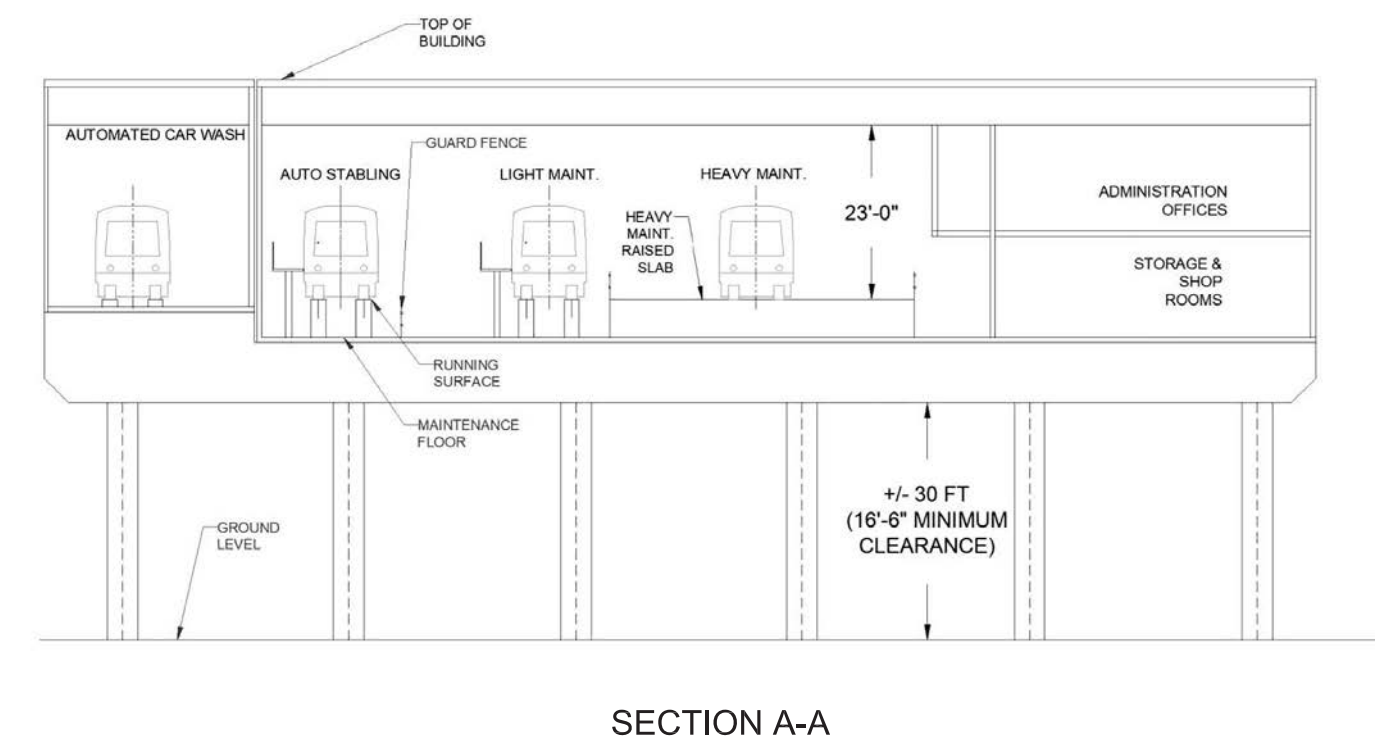 TOP OF
BUILDING
AUTOMATED CAR WASH
GUARD FENCE
AUTO STABLING
LIGHT MAINT.
HEAVY MAINT.
HEAVY
MAINT.
RAISED
SLAB
23'-0"
ADMINISTRATION
OFFICES
STORAGE &
SHOP
ROOMS
RUNNING
SURFACE
MAINTENANCE
FLOOR
GROUND
LEVEL
+/- 30 FT
(16'-6" MINIMUM
CLEARANCE)
SECTION A-A